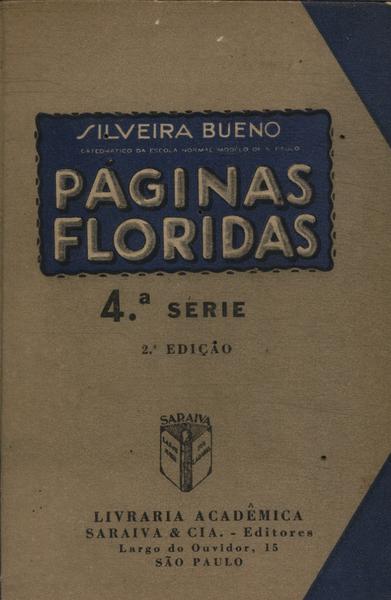 SILVEIRA BUENO
CATEDRATICO DA ESCOLA NORMAL MODELO DE S. PAULO
PÁGINAS
FLORIDAS
4.ª SÉRIE
2.ª EDIÇÃO
SARAIVA
LIVRARIA ACADÊMICA
SARAIVA & CIA. - Editores
Largo do Ouvidor, 15
SÃO PAULO